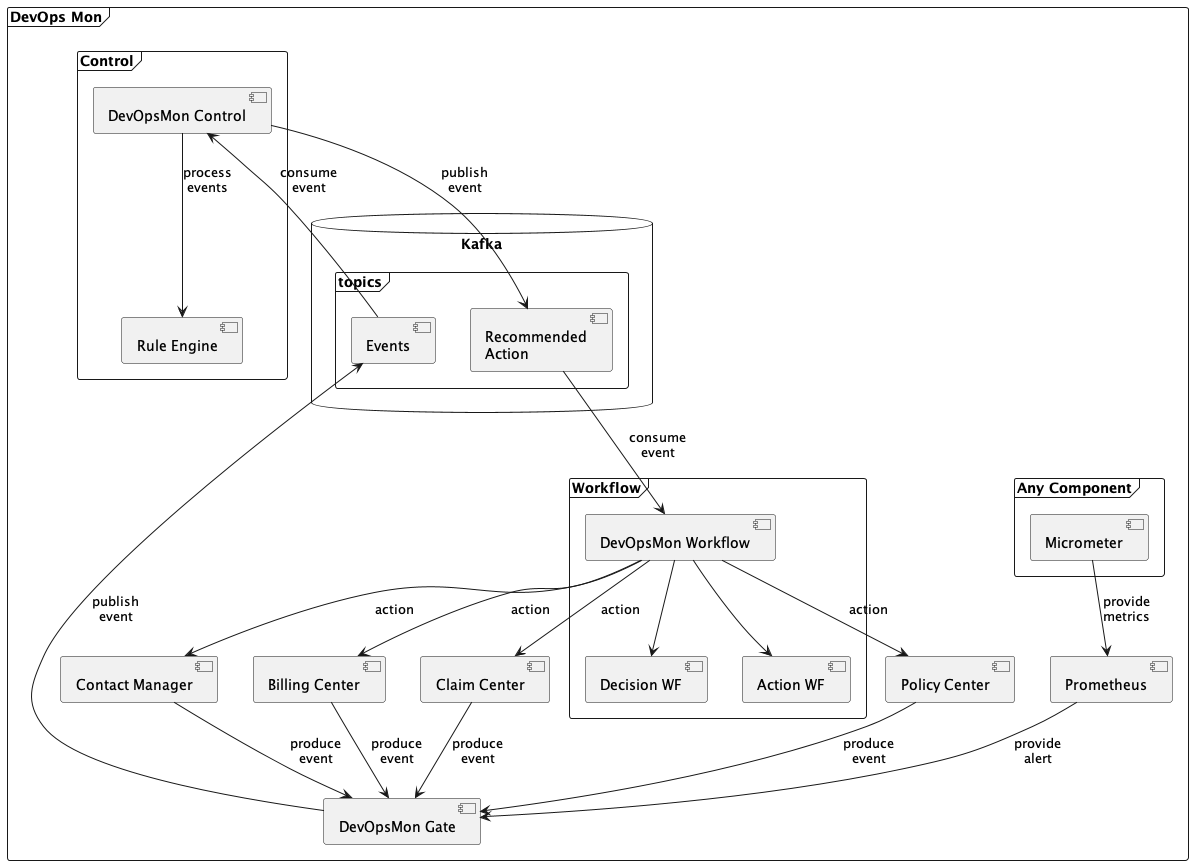 DevOps Mon
Control
DevOpsMon Control
process
events
consume
event
publish
event
Kafka
topics
Rule Engine
Events
Recommended
Action
consume
event
Workflow
Any Component
DevOpsMon Workflow
Micrometer
publish
event
action
action
action
action
provide
metrics
Contact Manager
Billing Center
Claim Center
Decision WF
Action WF
Policy Center
Prometheus
produce
event
produce
event
produce
event
produce
event
provide
alert
DevOpsMon Gate